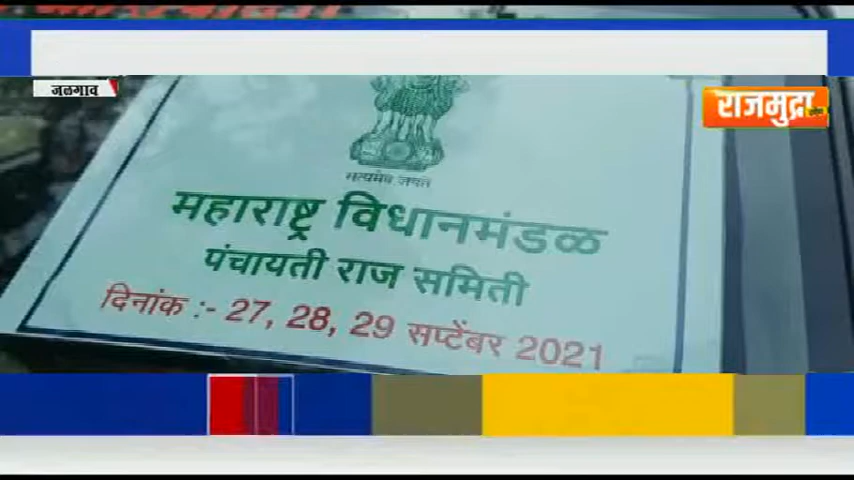 जळगाव
राजमुद्रा
सत्यमेव जयते
महाराष्ट्र विधानमंडळ
पंचायती राज समिती
दिनांक :- 27, 28, 29 सप्टेंबर 2021